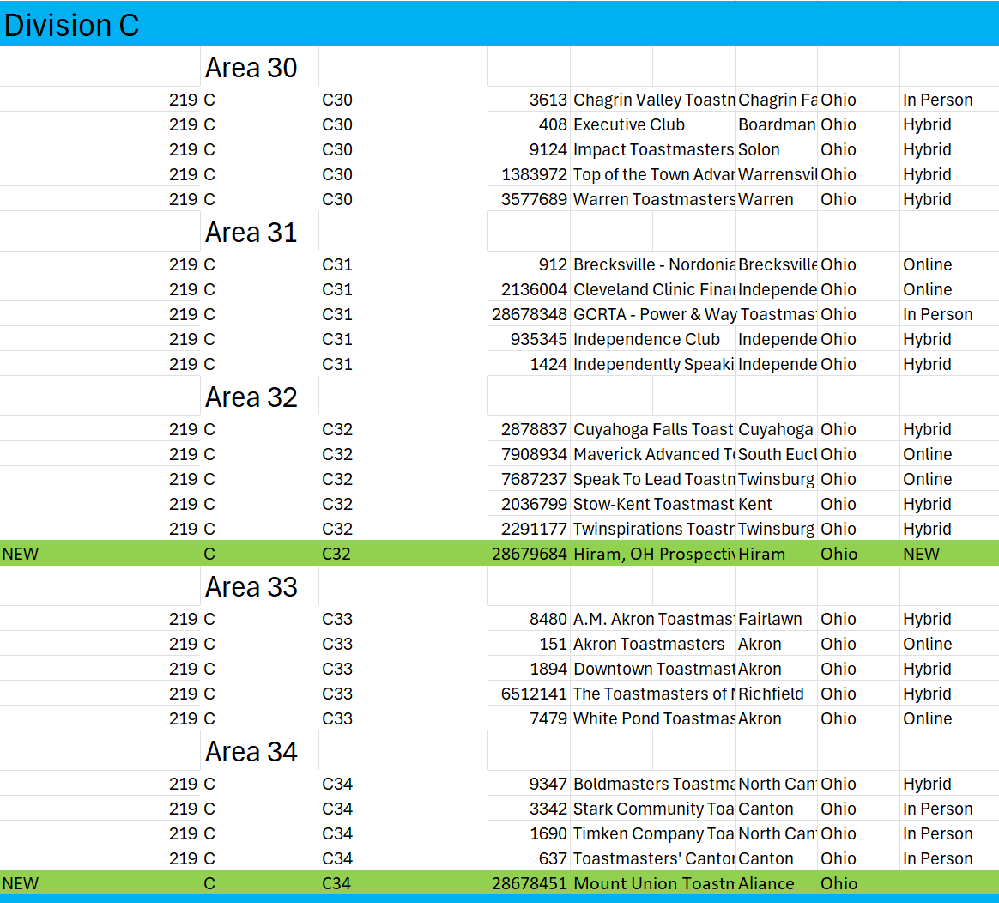 Division C
Area 30
219 C C30 3613 Chagrin Valley Toastn Chagrin Fa Ohio In Person
219 C C30 408 Executive Club Boardman Ohio Hybrid
219 C C30 9124 Impact Toastmasters Solon Ohio Hybrid
219 C C30 1383972 Top of the Town Advar Warrensvil Ohio Hybrid
219 C C30 3577689 Warren Toastmasters Warren Ohio Hybrid
Area 31
219 C C31 912 Brecksville - Nordonia Brecksville Ohio Online
219 C C31 2136004 Cleveland Clinic Finan Independe Ohio Online
219 C C31 28678348 GCRTA - Power & Way Toastmas Ohio In Person
219 C C31 935345 Independence Club Independe Ohio Hybrid
219 C C31 1424 Independently Speaki Independe Ohio Hybrid
Area 32
219 C C32 2878837 Cuyahoga Falls Toast Cuyahoga Ohio Hybrid
219 C C32 7908934 Maverick Advanced To South Eucl Ohio Online
219 C C32 7687237 Speak To Lead Toastn Twinsburg Ohio Online
219 C C32 2036799 Stow-Kent Toastmast Kent Ohio Hybrid
219 C C32 2291177 Twinspirations Toastr Twinsburg Ohio Hybrid
NEW C C32 28679684 Hiram, OH Prospectiv Hiram Ohio NEW
Area 33
219 C C33 8480 A.M. Akron Toastmas Fairlawn Ohio Hybrid
219 C C33 151 Akron Toastmasters Akron Ohio Online
219 C C33 1894 Downtown Toastmast Akron Ohio Hybrid
219 C C33 6512141 The Toastmasters of Richfield Ohio Hybrid
219 C C33 7479 White Pond Toastmas Akron Ohio Online
Area 34
219 C C34 9347 Boldmasters Toastma North Can Ohio Hybrid
219 C C34 3342 Stark Community Toa Canton Ohio In Person
219 C C34 1690 Timken Company Toa North Can Ohio In Person
219 C C34 637 Toastmasters' Canton Canton Ohio In Person
NEW C C34 28678451 Mount Union Toastn Aliance Ohio